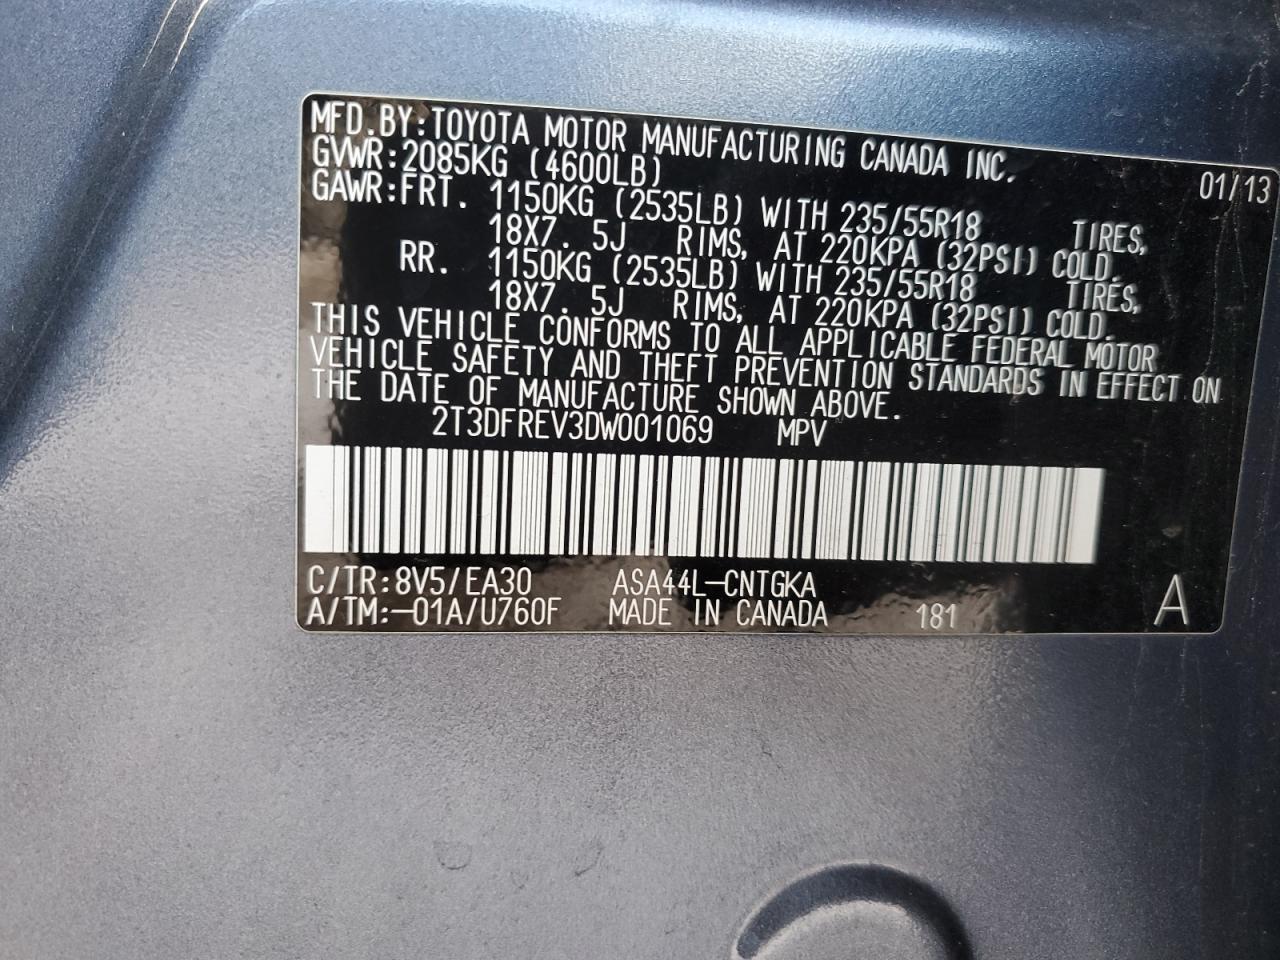 MFD.BY:TOYOTA MOTOR MANUFACTURING CANADA INC.
GVWR:2085KG (4600LB) 01/13
GAWR:FRT. 1150KG (2535LB) WITH 235/55R18 TIRES,
18X7. 5J RIMS, AT 220KPA (32PSI) COLD.
RR. 1150KG (2535LB) WITH 235/55R18 TIRES,
18X7. 5J RIMS, AT 220KPA (32PSI) COLD.
THIS VEHICLE CONFORMS TO ALL APPLICABLE FEDERAL MOTOR
VEHICLE SAFETY AND THEFT PREVENTION STANDARDS IN EFFECT ON
THE DATE OF MANUFACTURE SHOWN ABOVE.
2T3DFREV3DW001069 MPV
C/TR:8V5/EA30 ASA44L-CNTGKA
A/TM:-01A/U760F MADE IN CANADA 181 A